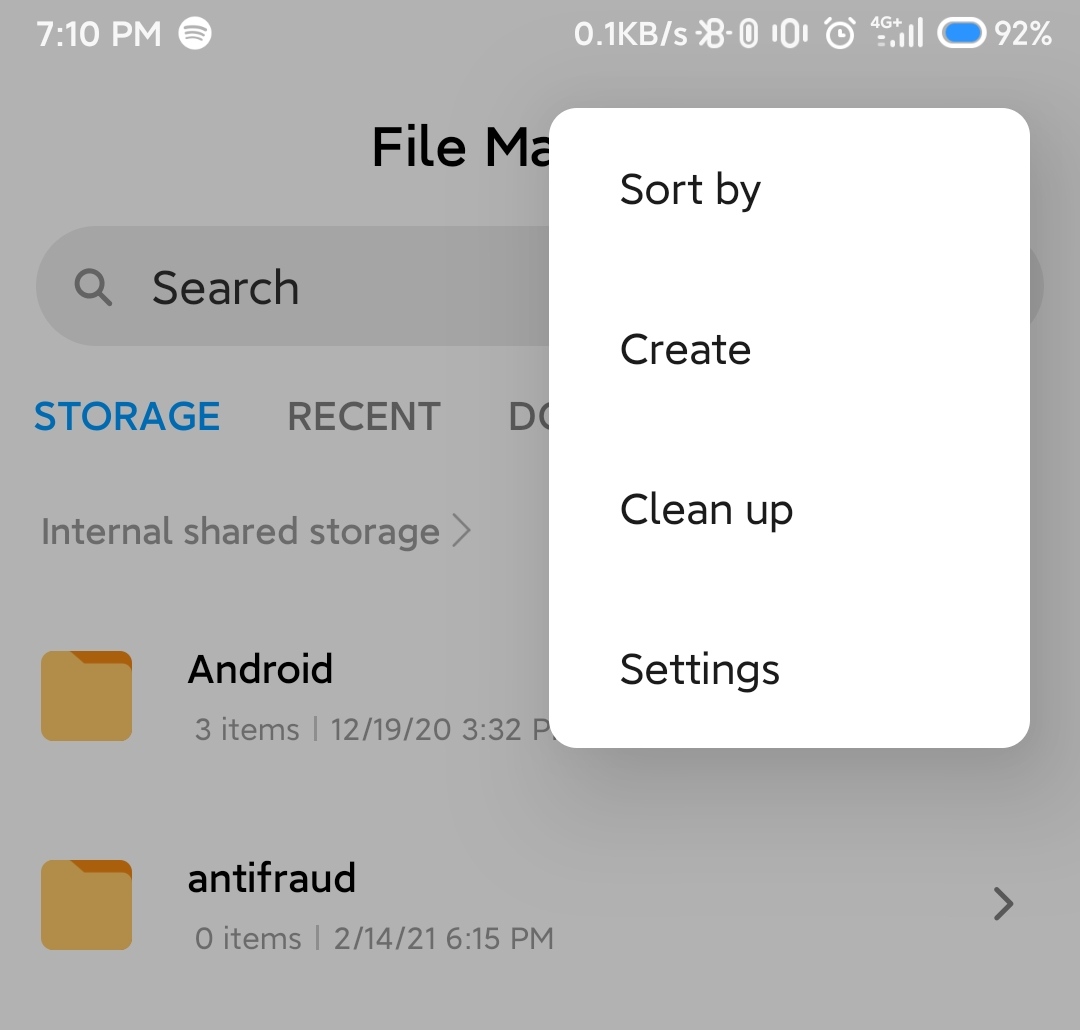 7:10 PM 0.1KB/s 4G+ 92%
File Ma
Search
Sort by
Create
Clean up
Settings
STORAGE RECENT DO
Internal shared storage
Android
3 items | 12/19/20 3:32 P
antifraud
0 items | 2/14/21 6:15 PM